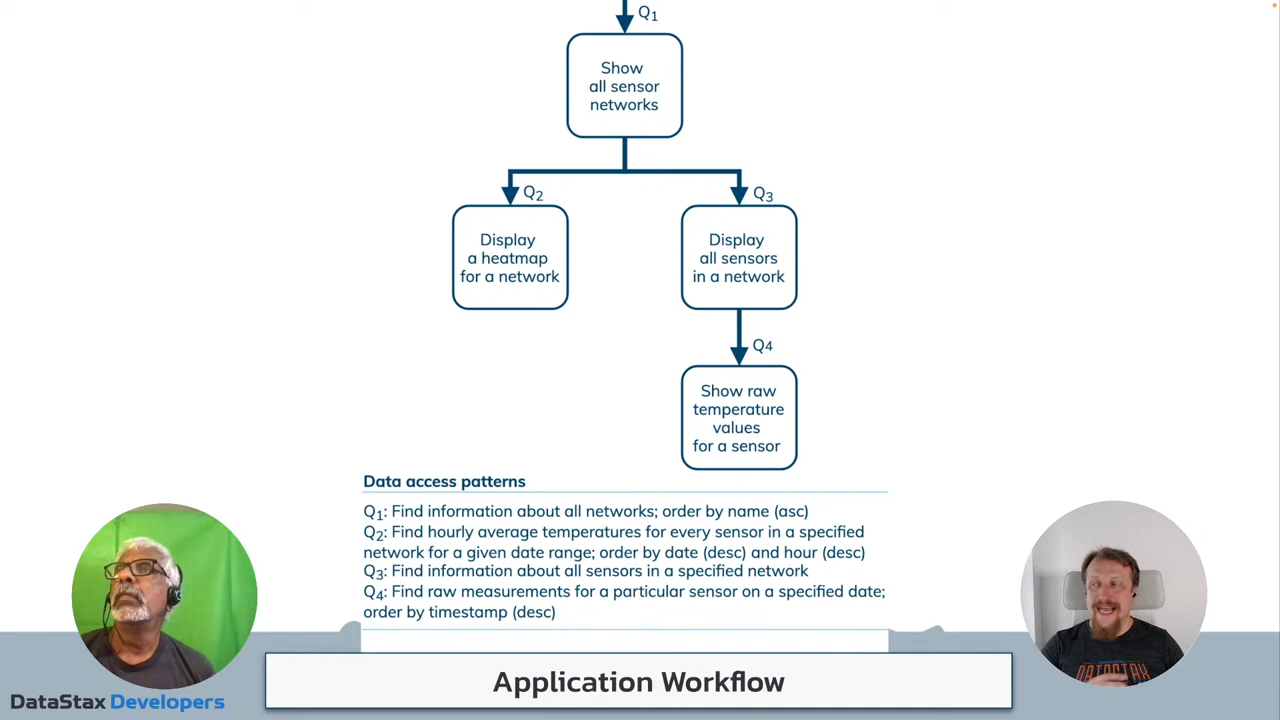 Q1
Show
all sensor
networks
Q2
Q3
Display
a heatmap
for a network
Display
all sensors
in a network
Q4
Show raw
temperature
values
for a sensor
Data access patterns
Q1: Find information about all networks; order by name (asc)
Q2: Find hourly average temperatures for every sensor in a specified
network for a given date range; order by date (desc) and hour (desc)
Q3: Find information about all sensors in a specified network
Q4: Find raw measurements for a particular sensor on a specified date;
order by timestamp (desc)
DATASTAX
Application Workflow
DataStax Developers